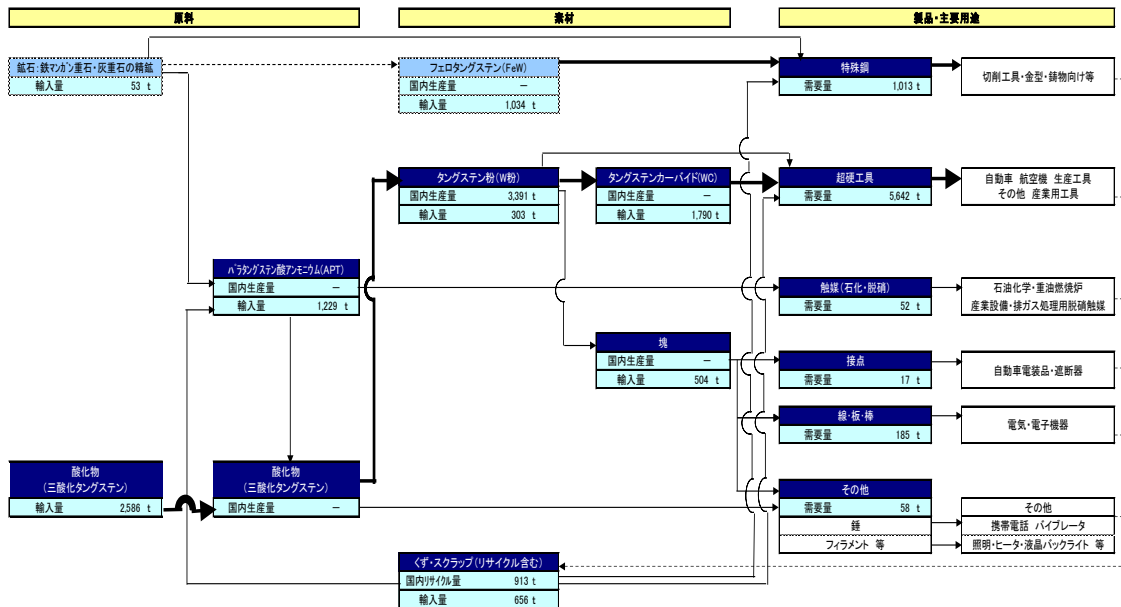 原料
素材
製品・主要用途
鉱石:鉄マンガン重石・灰重石の精鉱
輸入量 53 t
フェロタングステン(FeW)
国内生産量 －
輸入量 1,034 t
特殊鋼
需要量 1,013 t
切削工具・金型・鋳物向け等
タングステン粉(W粉)
国内生産量 3,391 t
輸入量 303 t
タングステンカーバイド(WC)
国内生産量 －
輸入量 1,790 t
超硬工具
需要量 5,642 t
自動車 航空機 生産工具
その他 産業用工具
パラタングステン酸アンモニウム(APT)
国内生産量 －
輸入量 1,229 t
触媒(石化・脱硝)
需要量 52 t
石油化学・重油燃焼炉
産業設備・排ガス処理用脱硝触媒
塊
国内生産量 －
輸入量 504 t
接点
需要量 17 t
自動車電装品・遮断器
線・板・棒
需要量 185 t
電気・電子機器
酸化物
(三酸化タングステン)
輸入量 2,586 t
酸化物
(三酸化タングステン)
国内生産量 －
その他
需要量 58 t
錘
フィラメント 等
その他
携帯電話 バイブレータ
照明・ヒータ・液晶バックライト 等
くず・スクラップ(リサイクル含む)
国内リサイクル量 913 t
輸入量 656 t